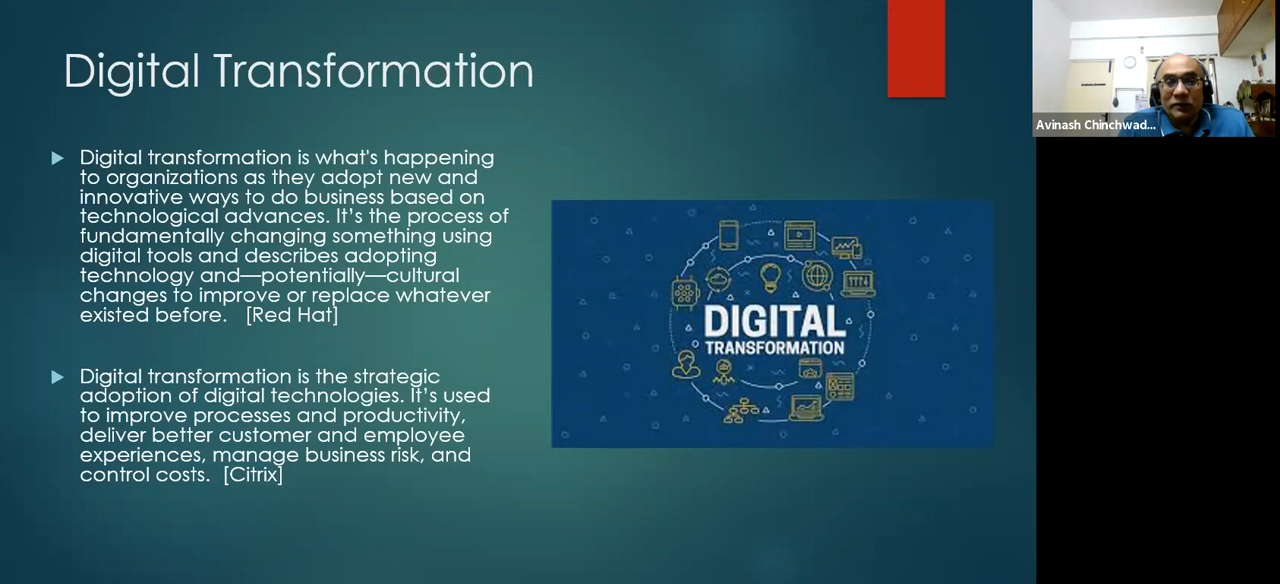 Digital Transformation
Digital transformation is what's happening
to organizations as they adopt new and
innovative ways to do business based on
technological advances. It's the process of
fundamentally changing something using
digital tools and describes adopting
technology and—potentially—cultural
changes to improve or replace whatever
existed before. [Red Hat]
Digital transformation is the strategic
adoption of digital technologies. It's used
to improve processes and productivity,
deliver better customer and employee
experiences, manage business risk, and
control costs. [Citrix]
DIGITAL
TRANSFORMATION
Avinash Chinchwad...